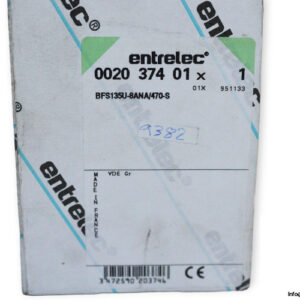 entrelec®
0020 374 01 x 1
01X 951133
BFS135U-8ANA/470-S
9382
VDE Gr
MADE IN FRANCE
entrelec
3 472590 203746
CE